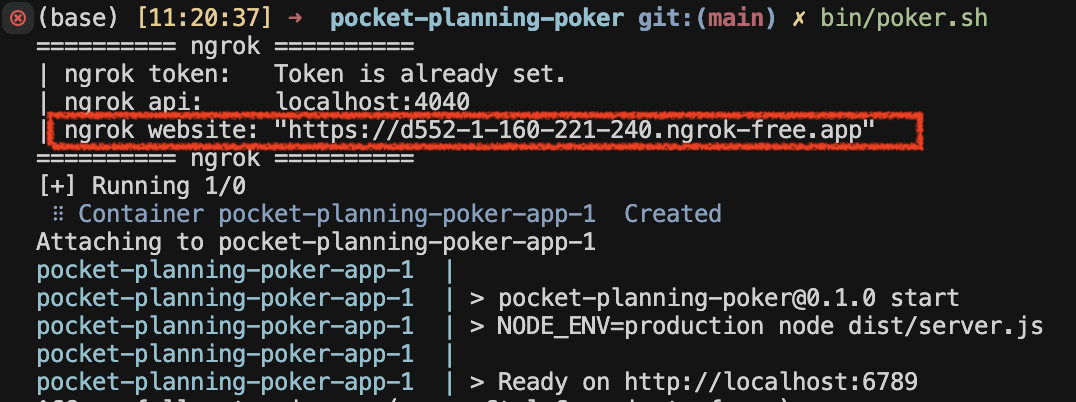 (base) [11:20:37] ➜  pocket-planning-poker git:(main) ✗ bin/poker.sh
========== ngrok ==========
| ngrok token:   Token is already set.
| ngrok api:     localhost:4040
| ngrok website: "https://d552-1-160-221-240.ngrok-free.app"
========== ngrok ==========
[+] Running 1/0
 ⠿ Container pocket-planning-poker-app-1  Created
Attaching to pocket-planning-poker-app-1
pocket-planning-poker-app-1  |
pocket-planning-poker-app-1  | > pocket-planning-poker@0.1.0 start
pocket-planning-poker-app-1  | > NODE_ENV=production node dist/server.js
pocket-planning-poker-app-1  |
pocket-planning-poker-app-1  | > Ready on http://localhost:6789